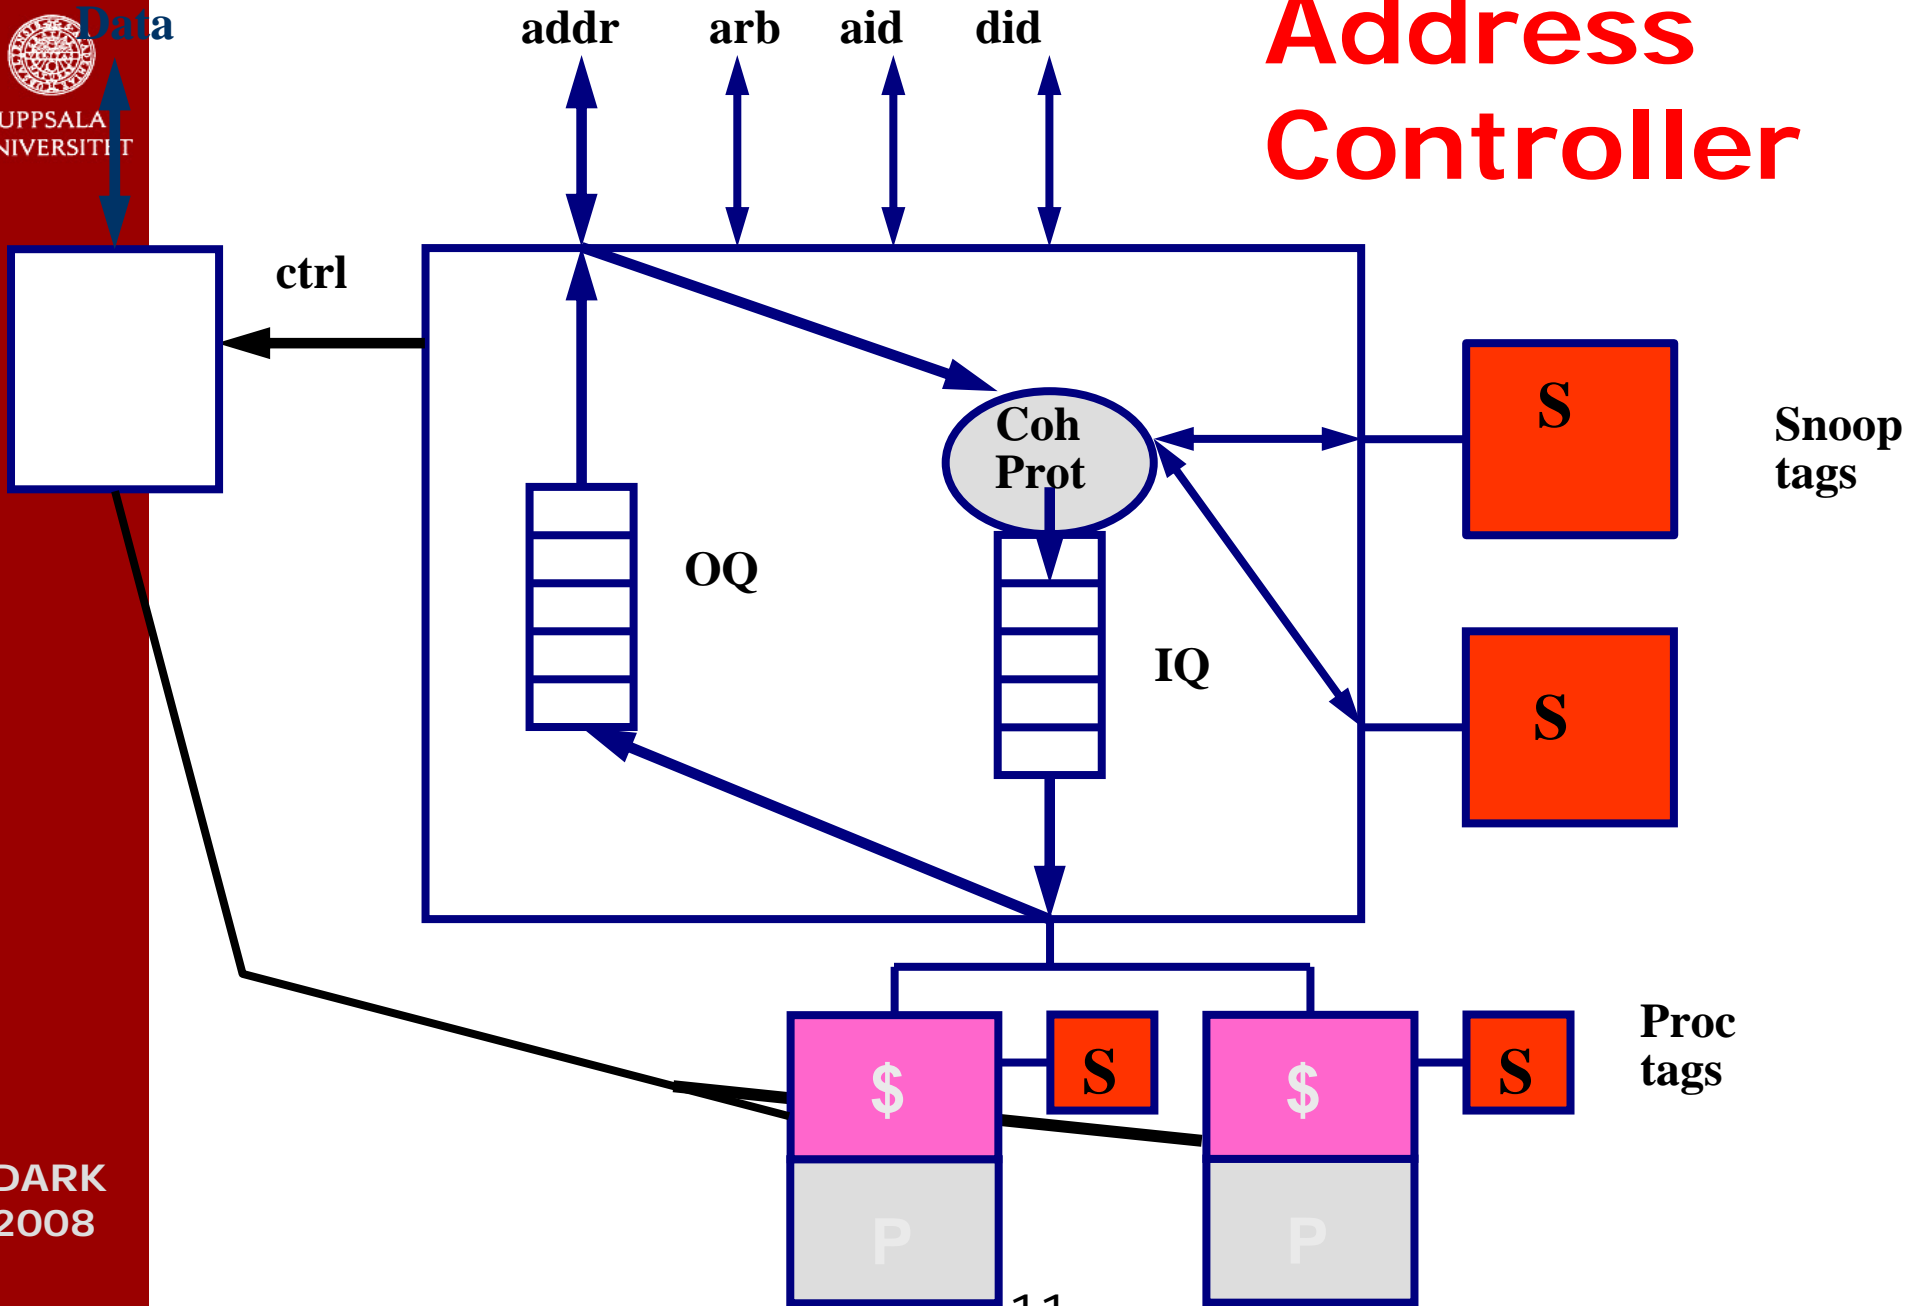 Data
addr
arb
aid
did
Address
Controller
UPPSALA
NIVERSITET
ctrl
Coh
Prot
S
Snoop
tags
OQ
IQ
S
$
S
$
S
Proc
tags
P
P
DARK
2008
11